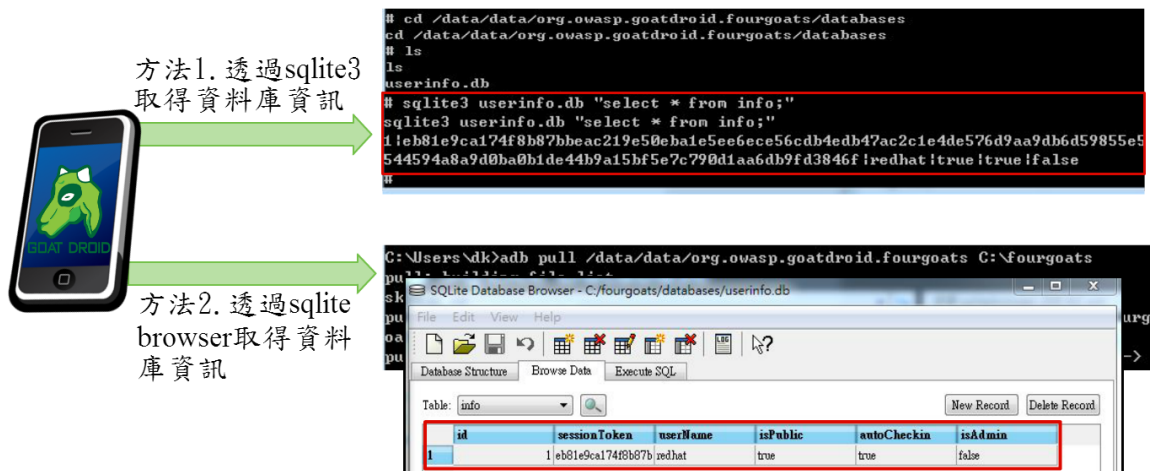 # cd /data/data/org.owasp.goatdroid.fourgoats/databases
cd /data/data/org.owasp.goatdroid.fourgoats/databases
# ls
ls
userinfo.db
# sqlite3 userinfo.db "select * from info;"
sqlite3 userinfo.db "select * from info;"
1|eb81e9ca174f8b87bbeac219e50eba1e5ee6ece56cdb4edb47ac2c1e4de576d9aa9db6d59855e5
544594a8a9d0ba0b1de44b9a15bf5e7c790d1aa6db9fd3846f|redhat|true|true|false
#
方法1. 透過sqlite3
取得資料庫資訊
GOAT DROID
方法2. 透過sqlite
browser取得資料
庫資訊
C:\Users\dk>adb pull /data/data/org.owasp.goatdroid.fourgoats C:\fourgoats
SQLite Database Browser - C:/fourgoats/databases/userinfo.db
File Edit View Help
LOG
Database Structure Browse Data Execute SQL
Table: info New Record Delete Record
id sessionToken userName isPublic autoCheckin isAdmin
1 1 eb81e9ca174f8b87b redhat true true false